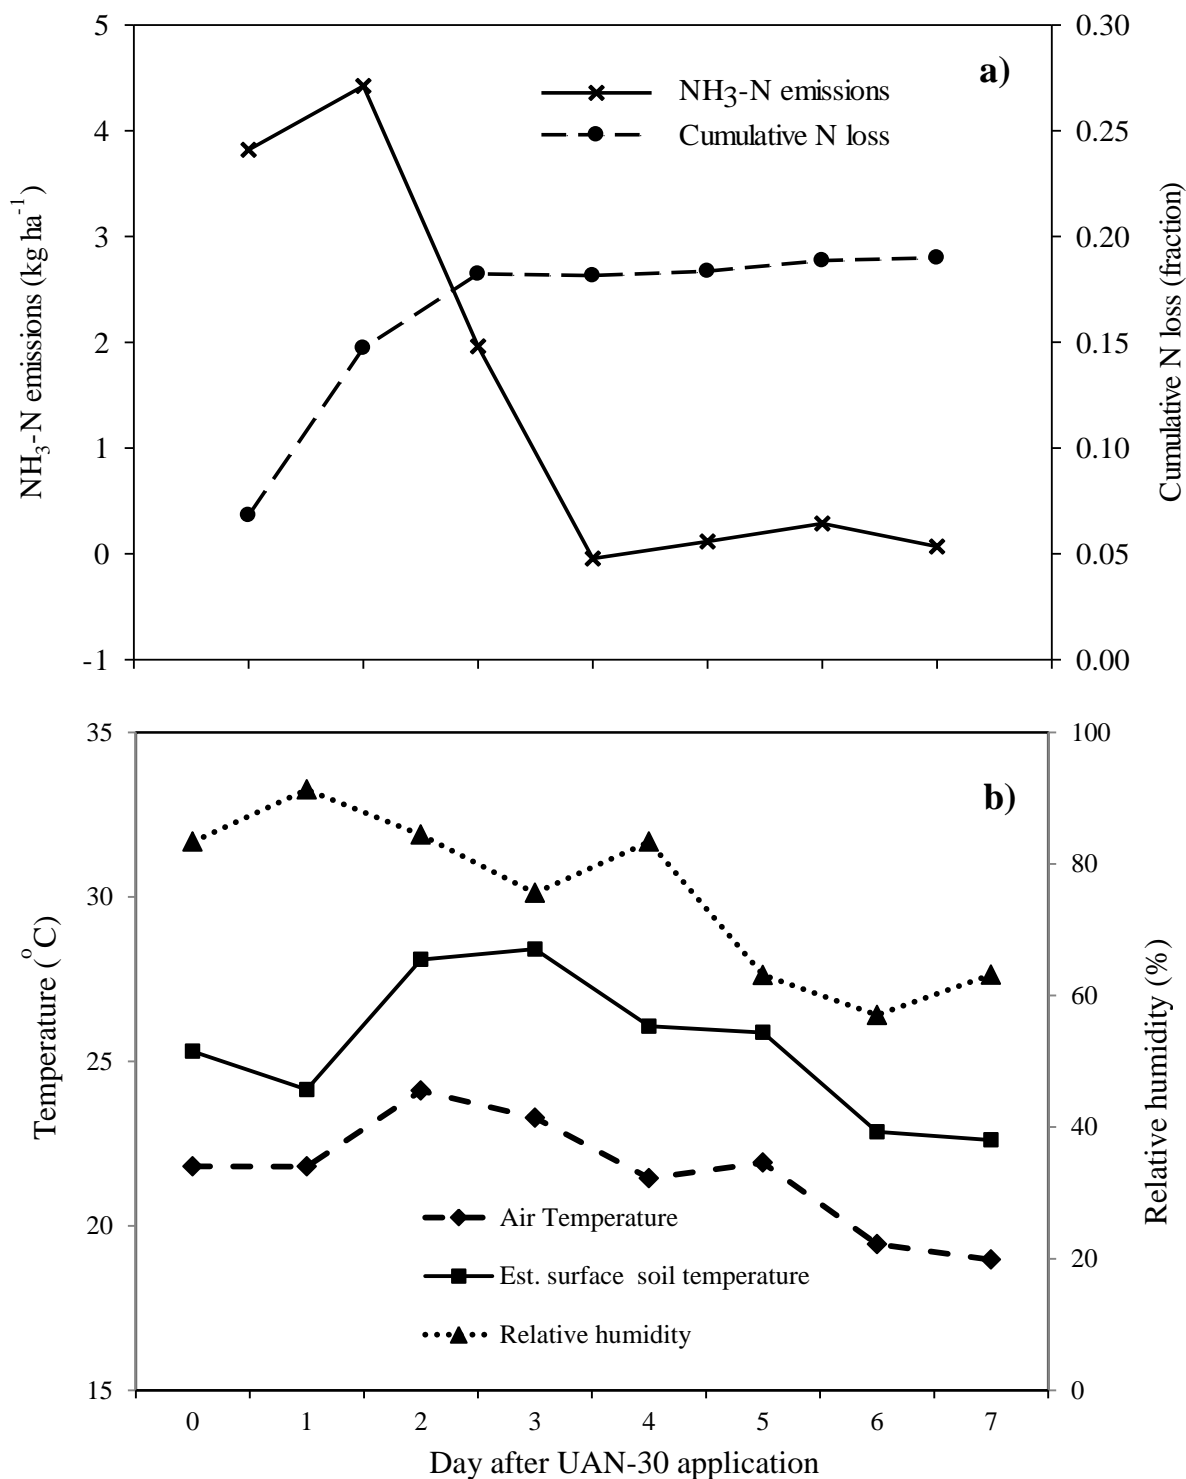 5
4
3
2
1
0
-1
NH3-N emissions (kg ha-1)
a)
NH3-N emissions
Cumulative N loss
0.30
0.25
0.20
0.15
0.10
0.05
0.00
Cumulative N loss (fraction)
35
30
25
20
15
Temperature (oC)
b)
Air Temperature
Est. surface soil temperature
Relative humidity
100
80
60
40
20
0
Relative humidity (%)
0 1 2 3 4 5 6 7
Day after UAN-30 application